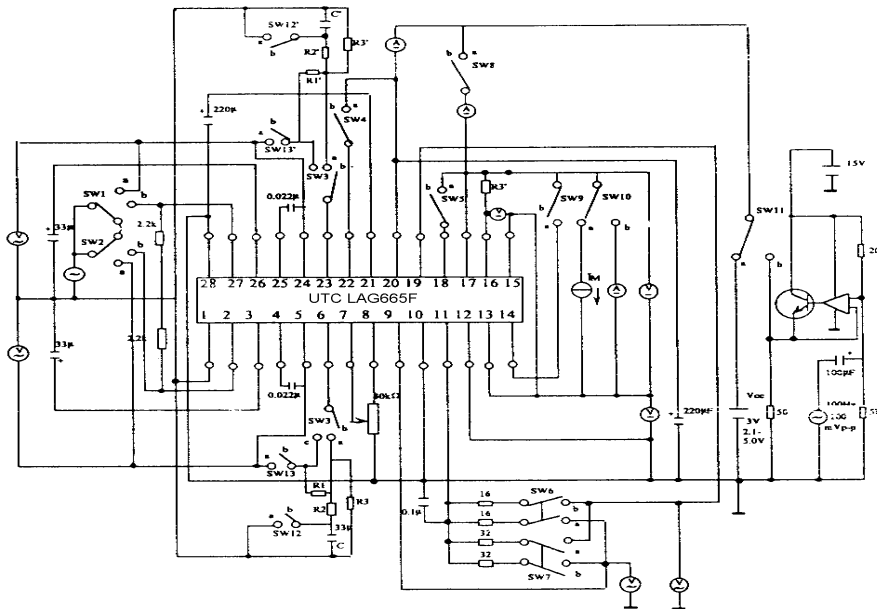 SW12'
C'
a
b
R2'
R3'
R1'
220μ
a
b
SW13'
b
a
SW4
b
a
SW3
b
a
SW8
15V
SW1
a
b
33μ
2.2k
SW2
b
a
0.022μ
SW5
b
a
R3'
b
a
SW9
SW10
b
a
SW11
a
b
28 27 26 25 24 23 22 21 20 19 18 17 16 15
UTC LAG665F
1 2 3 4 5 6 7 8 9 10 11 12 13 14
IM
33μ
0.022μ
SW3
b
c
a
a
b
SW13
R1
R2
R3
a
b
SW12
33μ
C
0.1μ
16
16
32
32
SW6
b
a
a
b
SW7
220μF
Vcc
3V
2.1-
5.0V
50
100μF
100Hz
100
mVp-p